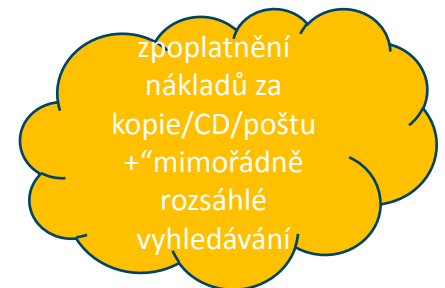 zpoplatnění
nákladů za
kopie/CD/poštu
+“mimořádně
rozsáhlé
vyhledávání